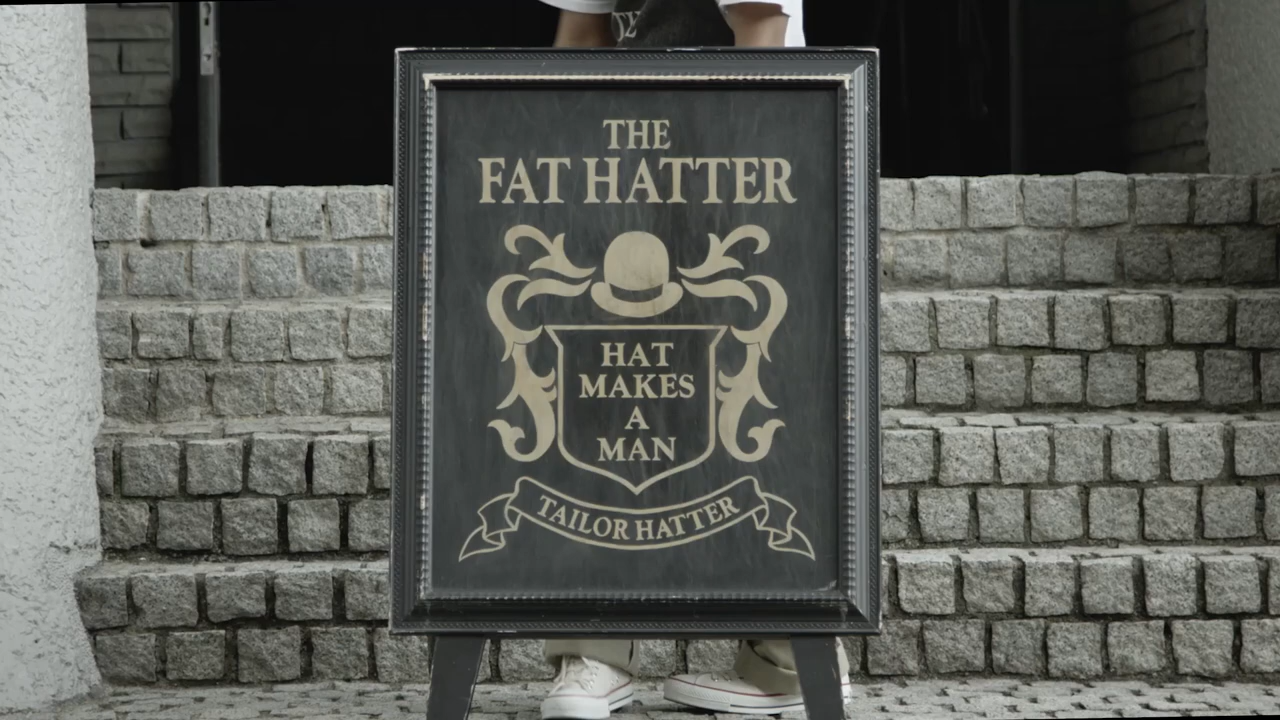 THE
FAT HATTER
HAT
MAKES
A
MAN
TAILOR HATTER